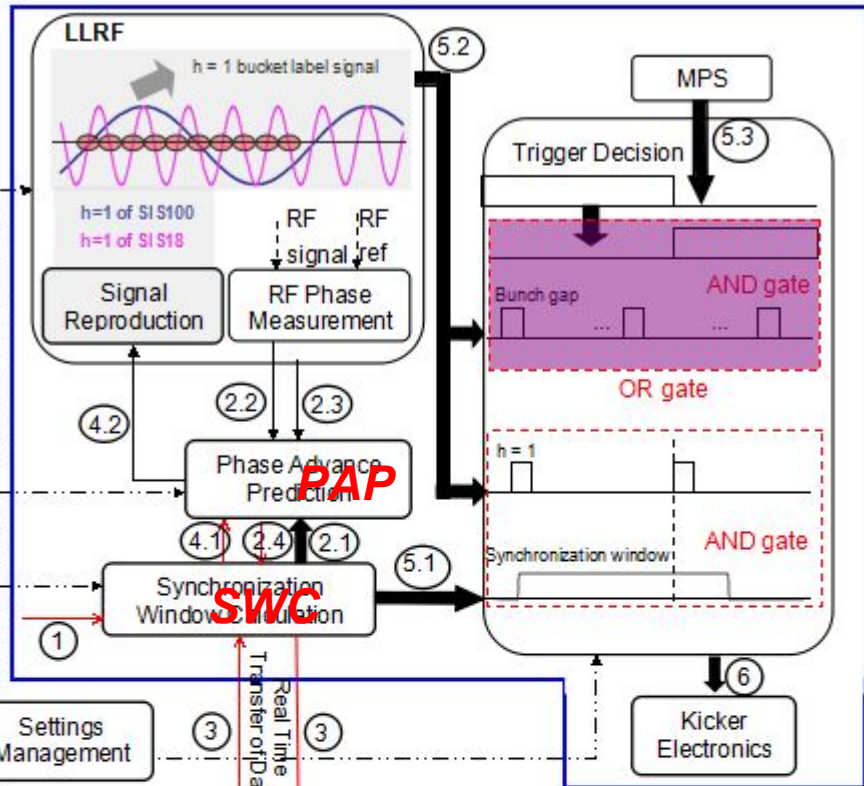 LLRF
h = 1 bucket label signal
h=1 of SIS100
h=1 of SIS18
RF
signal
RF
ref
Signal
Reproduction
RF Phase
Measurement
5.2
MPS
5.3
Trigger Decision
AND gate
Bunch gap
...
...
OR gate
4.2
2.2
2.3
Phase Advance
Prediction
PAP
h = 1
4.1
2.4
2.1
5.1
AND gate
Synchronization window
Synchronization
Window Calculation
SWC
1
Settings
Management
3
Transfer of Da
Real Time
3
6
Kicker
Electronics